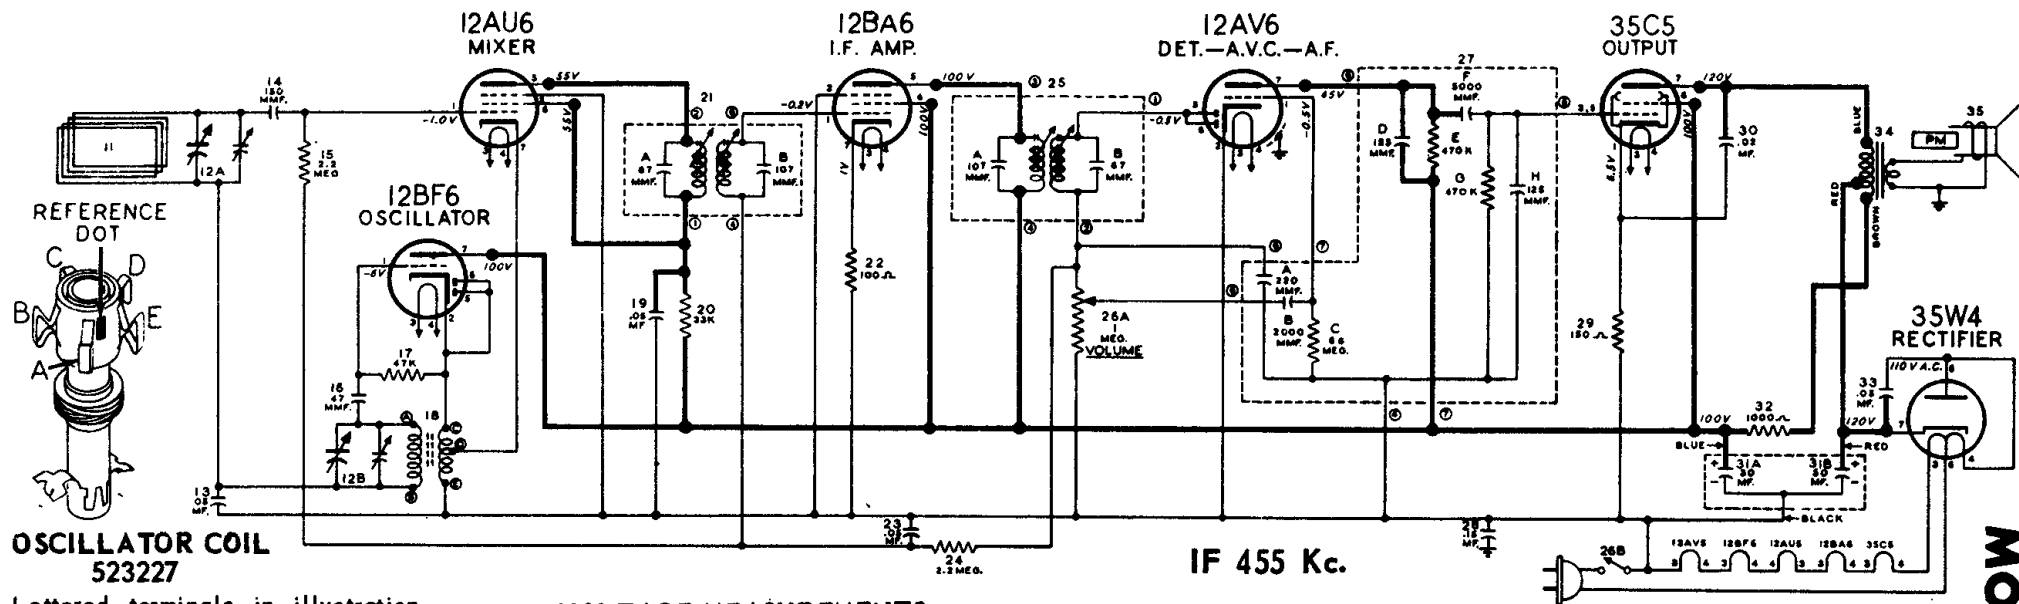 12AU6
MIXER
12BA6
I.F. AMP.
12AV6
DET.—A.V.C.—A.F.
35C5
OUTPUT
14
150
MMF.
-1.0V
55V
55V
21
A
67
MMF.
B
107
MMF.
-0.2V
100V
100V
1V
25
A
107
MMF.
B
67
MMF.
-0.5V
45V
-0.5V
27
F
5000
MMF.
D
125
MMF.
E
470K
G
470K
H
125
MMF.
120V
100V
6.5V
30
.02
MF.
BLUE
34
RED
BROWN
35
PM
11
12A
15
2.2
MEG
REFERENCE
DOT
C
D
B
E
A
12BF6
OSCILLATOR
-6V
100V
17
47K
16
47
MMF.
18
12B
13
.05
MF.
19
.05
MF
20
33K
22
100Ω
26A
1
MEG.
VOLUME
A
220
MMF.
B
2000
MMF.
C
6.6
MEG.
29
150Ω
35W4
RECTIFIER
110 V A.C.
33
.05
MF.
32
1000Ω
100V
120V
BLUE
RED
31A
30
MF.
31B
50
MF.
BLACK
23
.05
MF.
24
2.2 MEG.
28
.15
MF.
IF 455 Kc.
26B
12AV6
12BF6
12AU6
12BA6
35C5
OSCILLATOR COIL
523227
MO